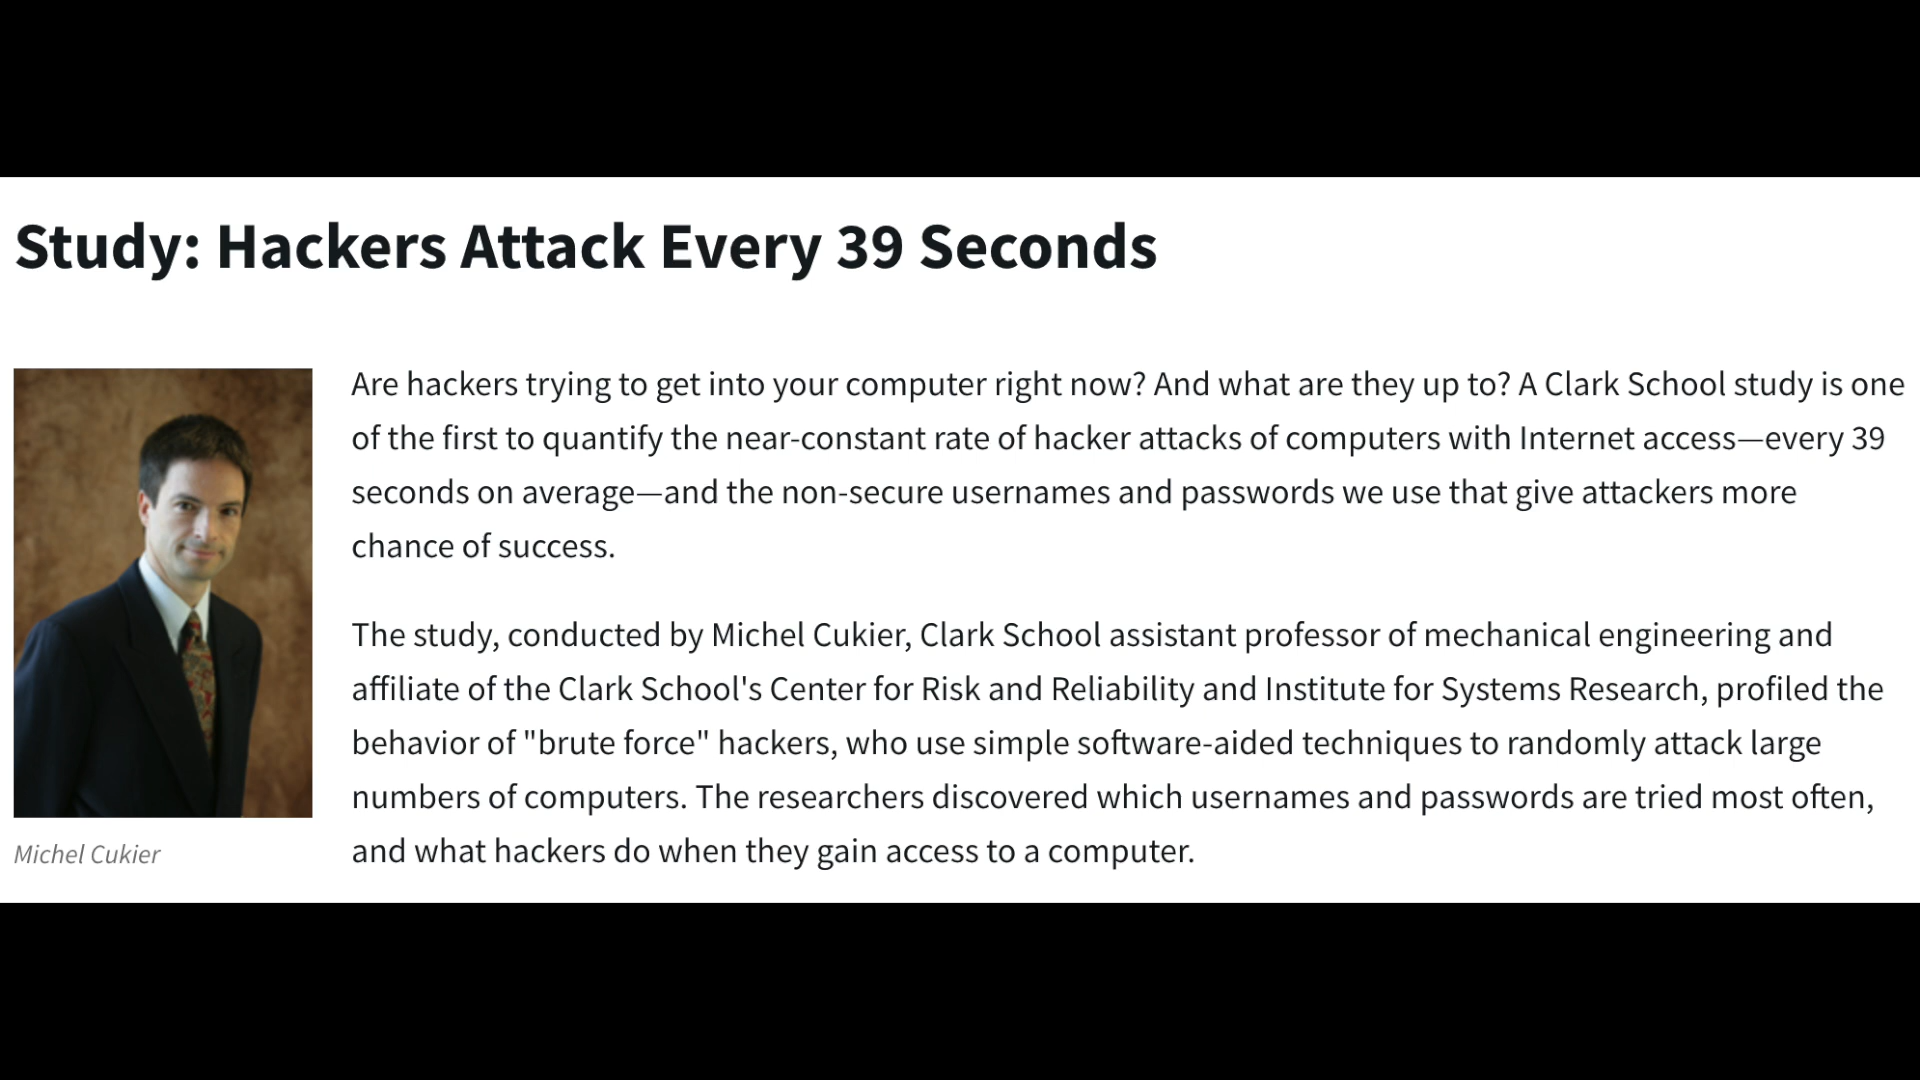 Study: Hackers Attack Every 39 Seconds
Are hackers trying to get into your computer right now? And what are they up to? A Clark School study is one
of the first to quantify the near-constant rate of hacker attacks of computers with Internet access—every 39
seconds on average—and the non-secure usernames and passwords we use that give attackers more
chance of success.
The study, conducted by Michel Cukier, Clark School assistant professor of mechanical engineering and
affiliate of the Clark School's Center for Risk and Reliability and Institute for Systems Research, profiled the
behavior of "brute force" hackers, who use simple software-aided techniques to randomly attack large
numbers of computers. The researchers discovered which usernames and passwords are tried most often,
and what hackers do when they gain access to a computer.
Michel Cukier